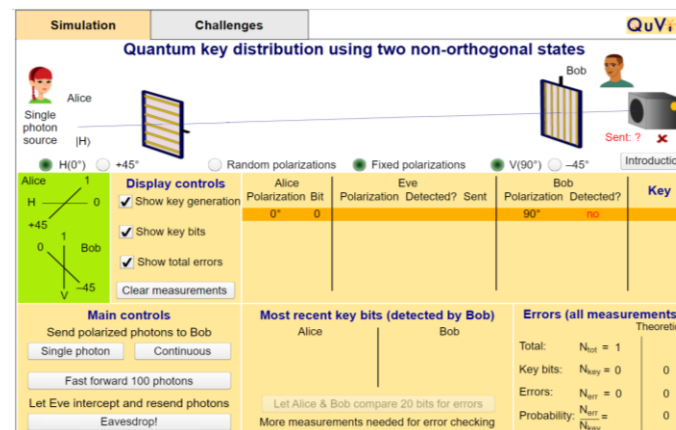 Simulation
Challenges
QuVi
Quantum key distribution using two non-orthogonal states
Alice
Bob
Single
photon
source
|H⟩
Sent: ?
H(0°)
+45°
Random polarizations
Fixed polarizations
V(90°)
–45°
Introductio
Alice
1
H
0
+45
0
1
Bob
–45
V
Display controls
Show key generation
Show key bits
Show total errors
Clear measurements
Alice
Eve
Bob
Polarization Bit
Polarization Detected? Sent
Polarization Detected?
Key
0° 0
90° no
Main controls
Send polarized photons to Bob
Single photon
Continuous
Fast forward 100 photons
Let Eve intercept and resend photons
Eavesdrop!
Most recent key bits (detected by Bob)
Alice
Bob
Let Alice & Bob compare 20 bits for errors
More measurements needed for error checking
Errors (all measurements
Theoretic
Total: Ntot = 1
Key bits: Nkey = 0 0
Errors: Nerr = 0 0
Probability: Nerr/Nkey = 0